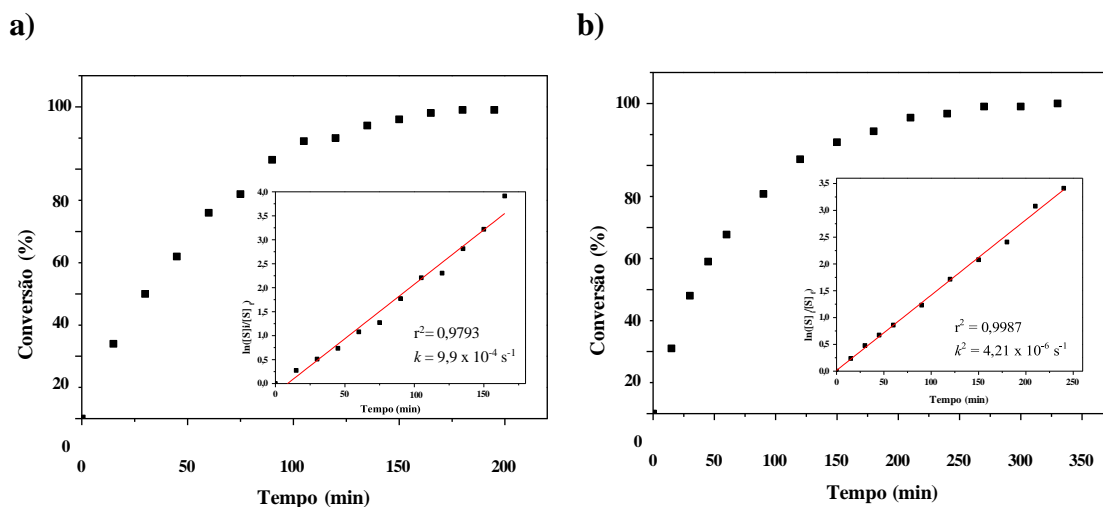 a)
Conversão (%)
100
80
60
40
20
0
0 50 100 150 200
Tempo (min)
ln([S]i/[S]f)
4,0
3,5
3,0
2,5
2,0
1,5
1,0
0,5
0,0
0 50 100 150
Tempo (min)
r² = 0,9793
k = 9,9 x 10⁻⁴ s⁻¹
b)
Conversão (%)
100
80
60
40
20
0
0 50 100 150 200 250 300 350
Tempo (min)
ln([S]i/[S]f)
3,5
3,0
2,5
2,0
1,5
1,0
0,5
0,0
0 50 100 150 200 250
Tempo (min)
r² = 0,9987
k² = 4,21 x 10⁻⁶ s⁻¹